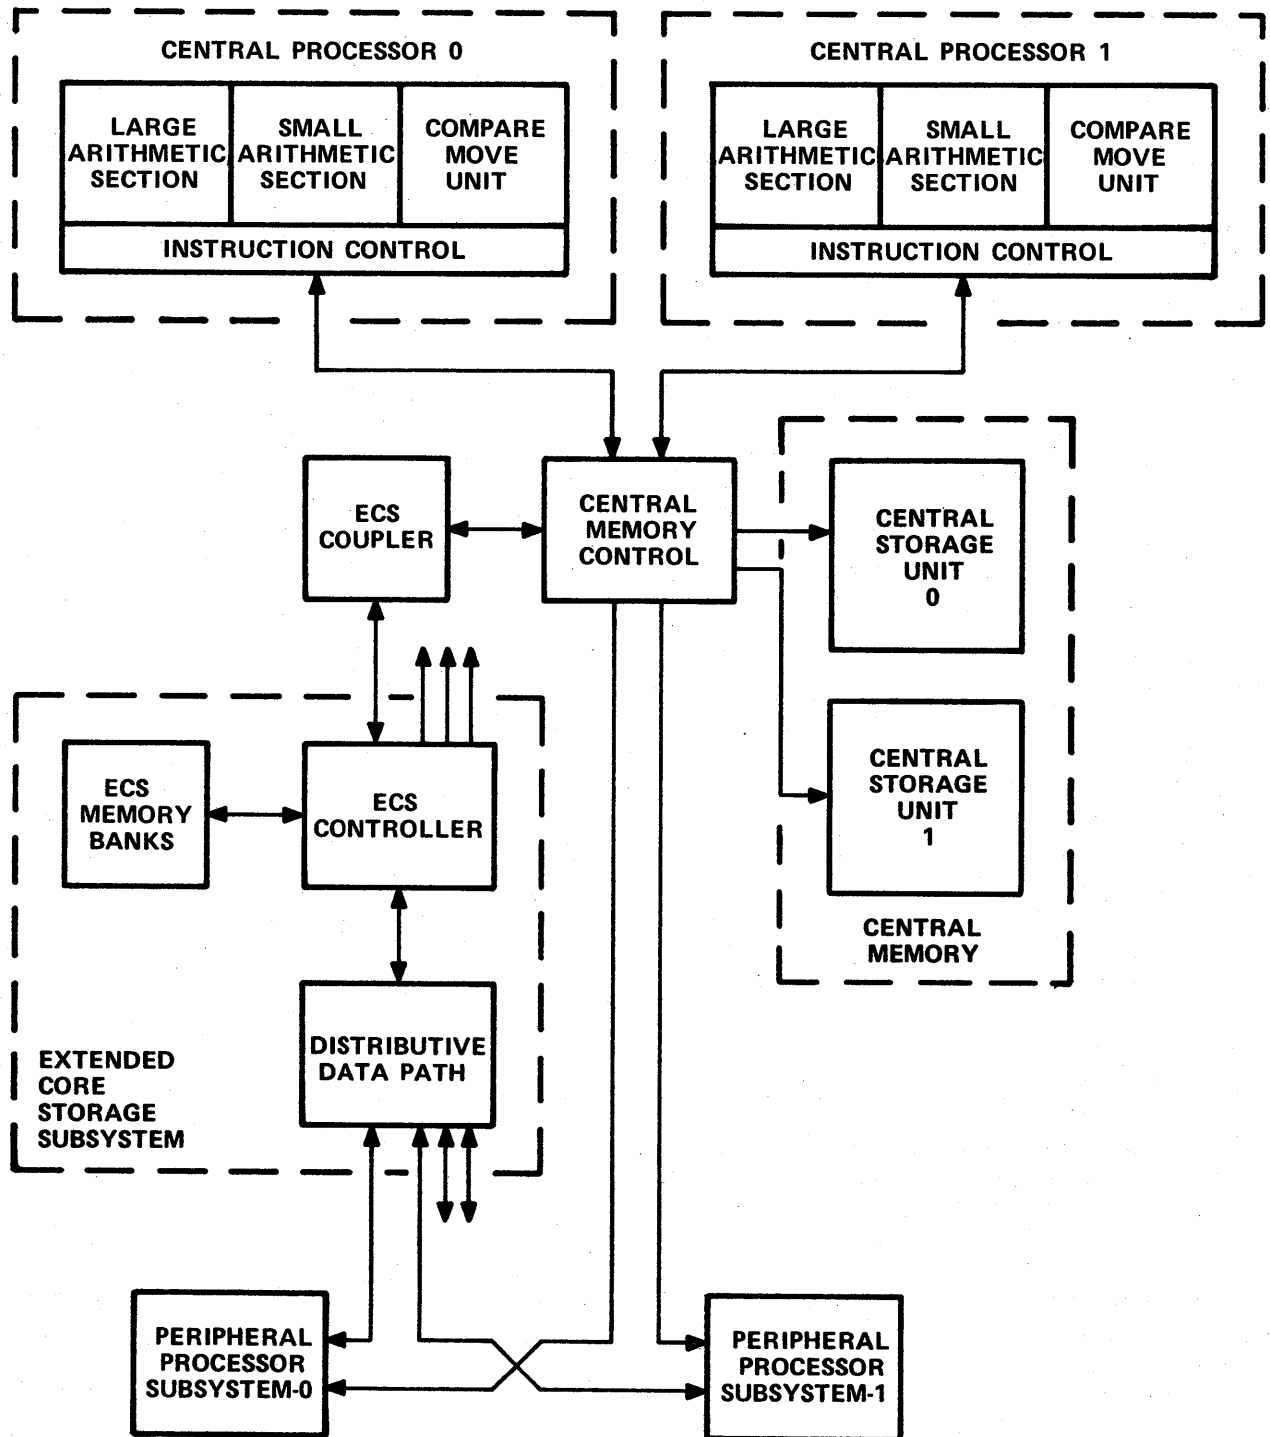 CENTRAL PROCESSOR 0
LARGE
ARITHMETIC
SECTION
SMALL
ARITHMETIC
SECTION
COMPARE
MOVE
UNIT
INSTRUCTION CONTROL
CENTRAL PROCESSOR 1
LARGE
ARITHMETIC
SECTION
SMALL
ARITHMETIC
SECTION
COMPARE
MOVE
UNIT
INSTRUCTION CONTROL
ECS
COUPLER
CENTRAL
MEMORY
CONTROL
CENTRAL
STORAGE
UNIT
0
CENTRAL
STORAGE
UNIT
1
CENTRAL
MEMORY
ECS
MEMORY
BANKS
ECS
CONTROLLER
DISTRIBUTIVE
DATA PATH
EXTENDED
CORE
STORAGE
SUBSYSTEM
PERIPHERAL
PROCESSOR
SUBSYSTEM-0
PERIPHERAL
PROCESSOR
SUBSYSTEM-1